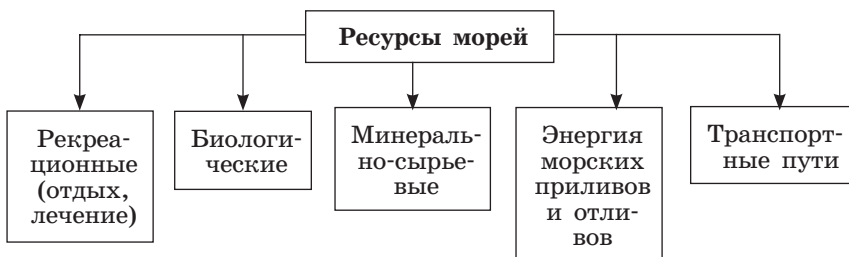 Ресурсы морей
Рекреа-
ционные
(отдых,
лечение)
Биологи-
ческие
Минераль-
но-сырье-
вые
Энергия
морских
приливов
и отли-
вов
Транспорт-
ные пути